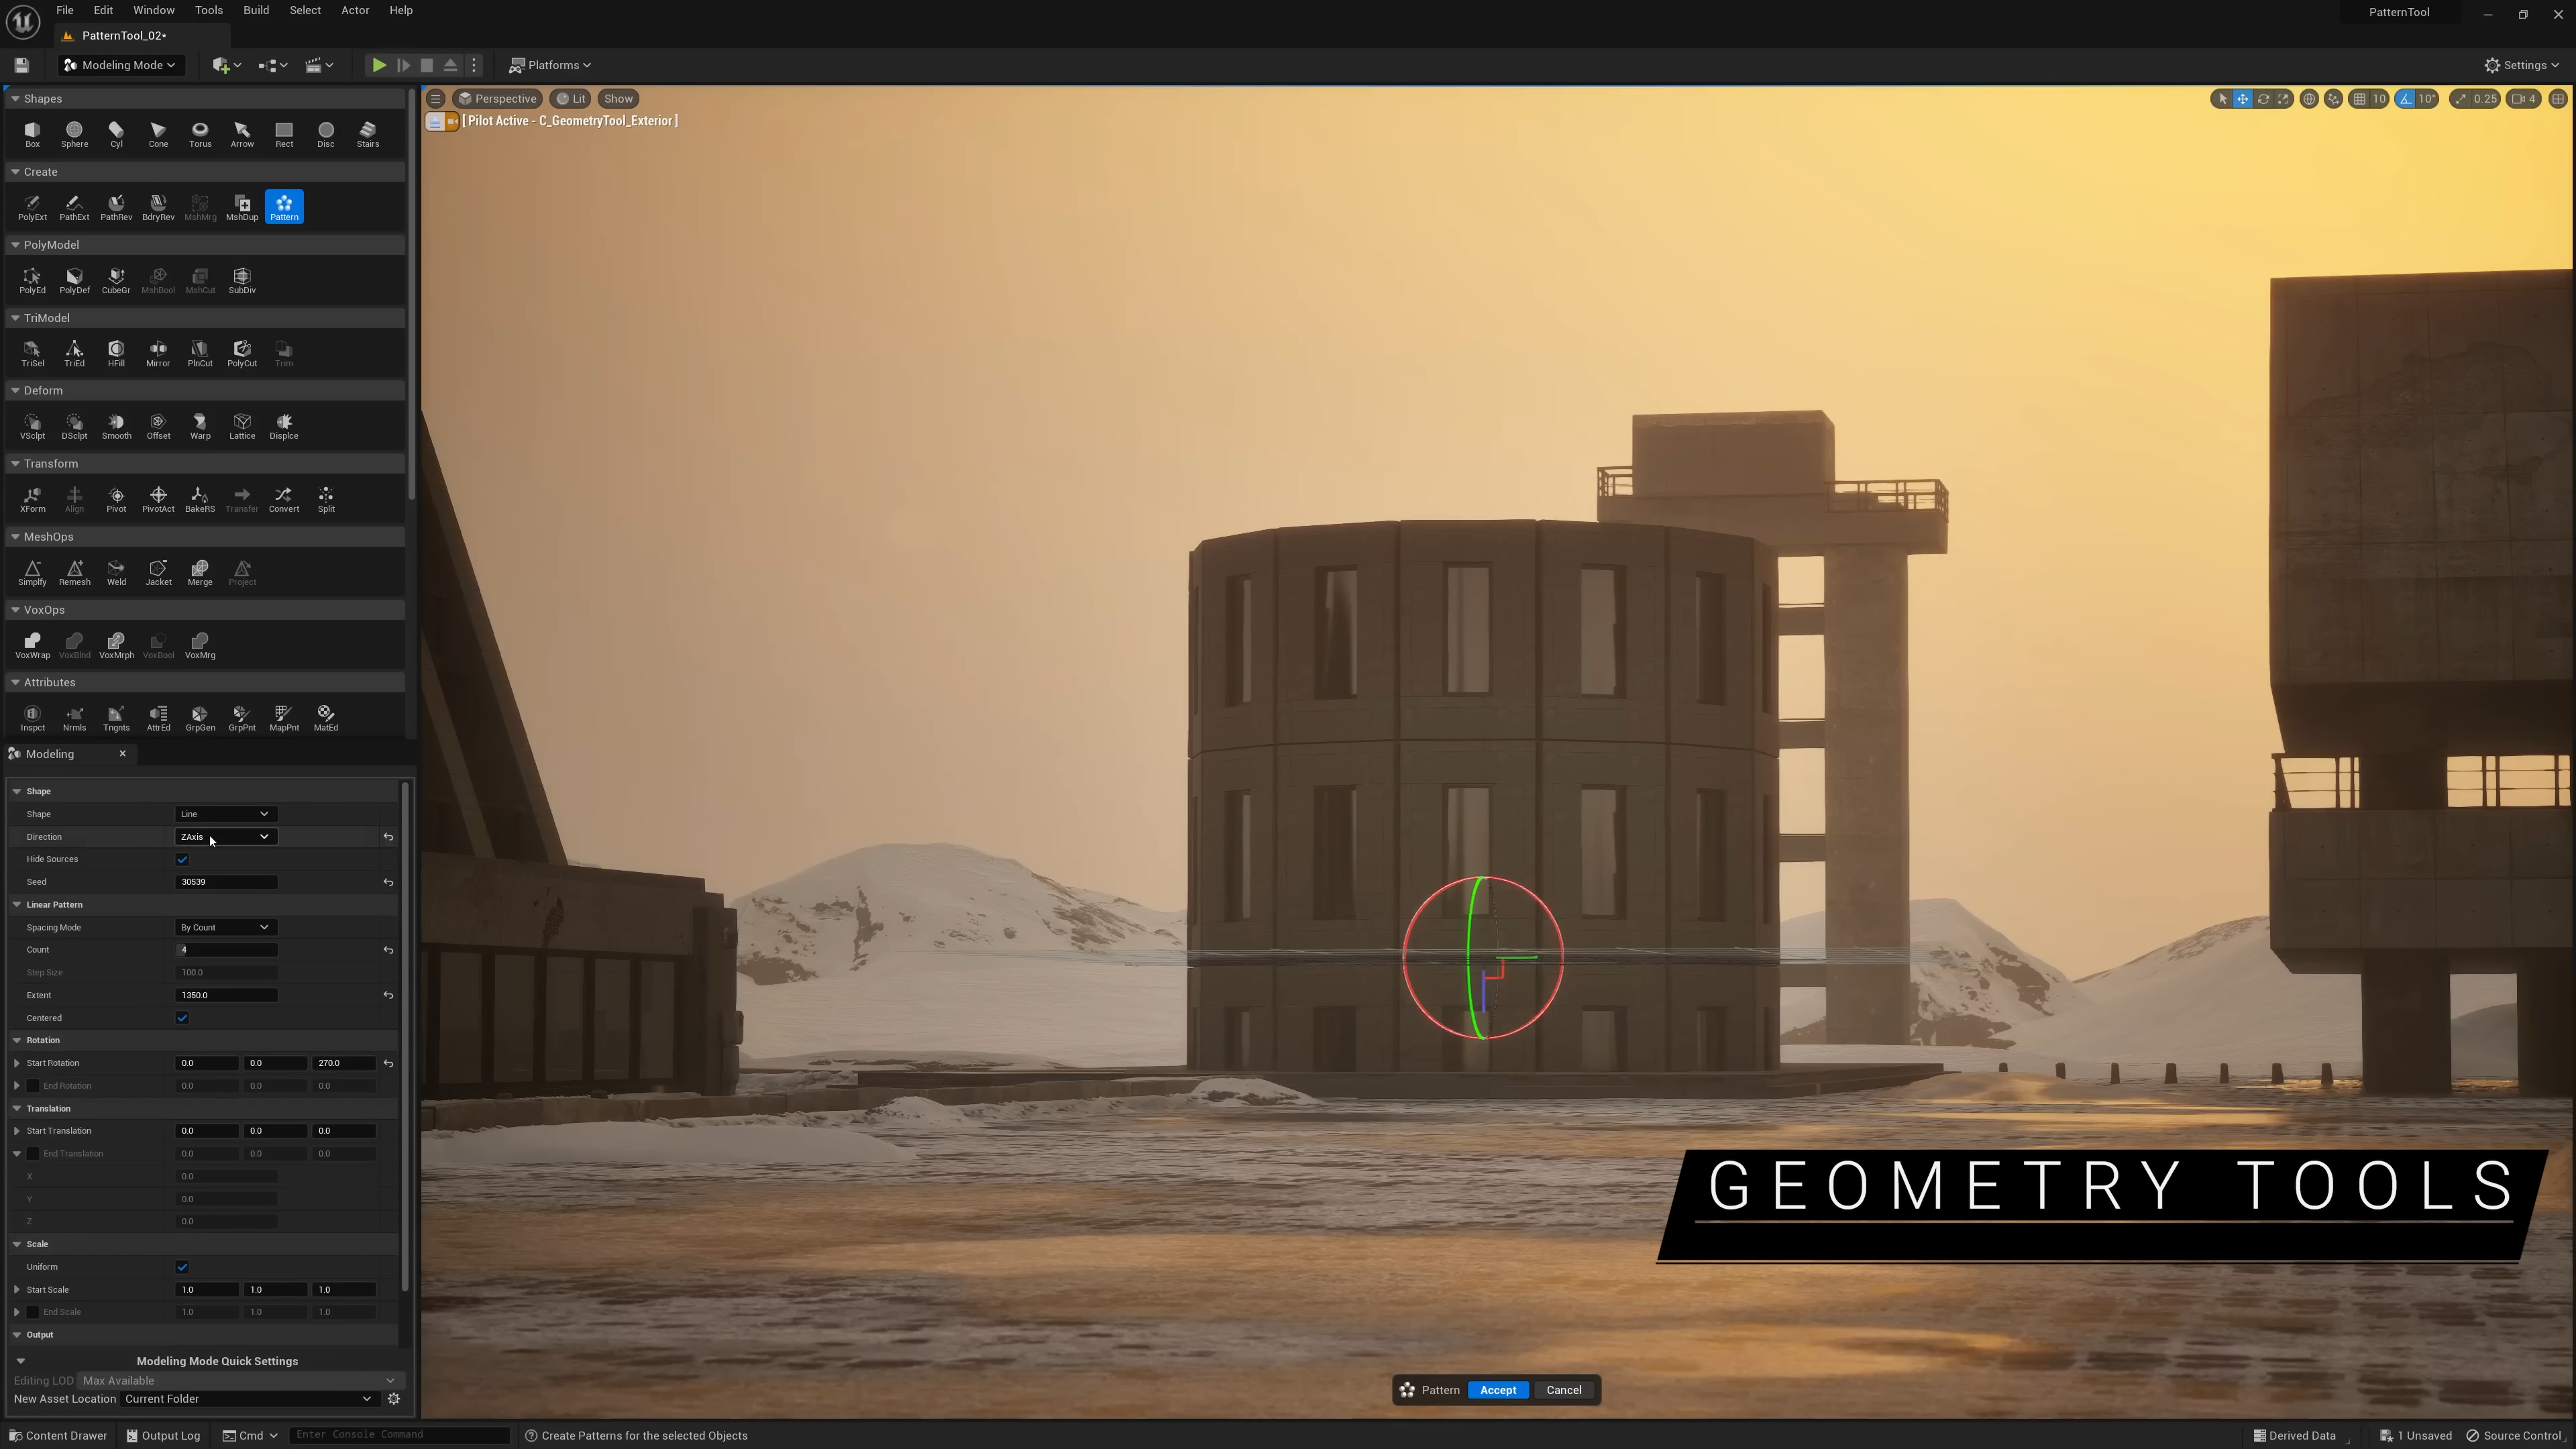 File Edit Window Tools Build Select Actor Help
PatternTool
PatternTool_02*
Modeling Mode
Platforms
Settings
Shapes
Box Sphere Cyl Cone Torus Arrow Rect Disc Stairs
Create
PolyExt PathExt PathRev BdryRev MshMrg MshDup Pattern
PolyModel
PolyEd PolyDef CubeGr MshBool MshCut SubDiv
TriModel
TriSel TriEd HFill Mirror PlnCut PolyCut Trim
Deform
VSclpt DSclpt Smooth Offset Warp Lattice Displce
Transform
XForm Align Pivot PivotAct BakeRS Transfer Convert Split
MeshOps
Simplfy Remesh Weld Jacket Merge Project
VoxOps
VoxWrap VoxBlnd VoxMrph VoxBool VoxMrg
Attributes
Inspct Nrmls Tngnts AttrEd GrpGen GrpPnt MapPnt MatEd
Modeling
Shape
Shape Line
Direction ZAxis
Hide Sources
Seed 30539
Linear Pattern
Spacing Mode By Count
Count 4
Step Size 100.0
Extent 1350.0
Centered
Rotation
Start Rotation 0.0 0.0 270.0
End Rotation 0.0 0.0 0.0
Translation
Start Translation 0.0 0.0 0.0
End Translation 0.0 0.0 0.0
X 0.0
Y 0.0
Z 0.0
Scale
Uniform
Start Scale 1.0 1.0 1.0
End Scale 1.0 1.0 1.0
Output
Modeling Mode Quick Settings
Editing LOD Max Available
New Asset Location Current Folder
Perspective Lit Show
10 10° 0.25 4
[ Pilot Active - C_GeometryTool_Exterior ]
GEOMETRY TOOLS
Pattern Accept Cancel
Content Drawer Output Log Cmd Enter Console Command Create Patterns for the selected Objects Derived Data 1 Unsaved Source Control